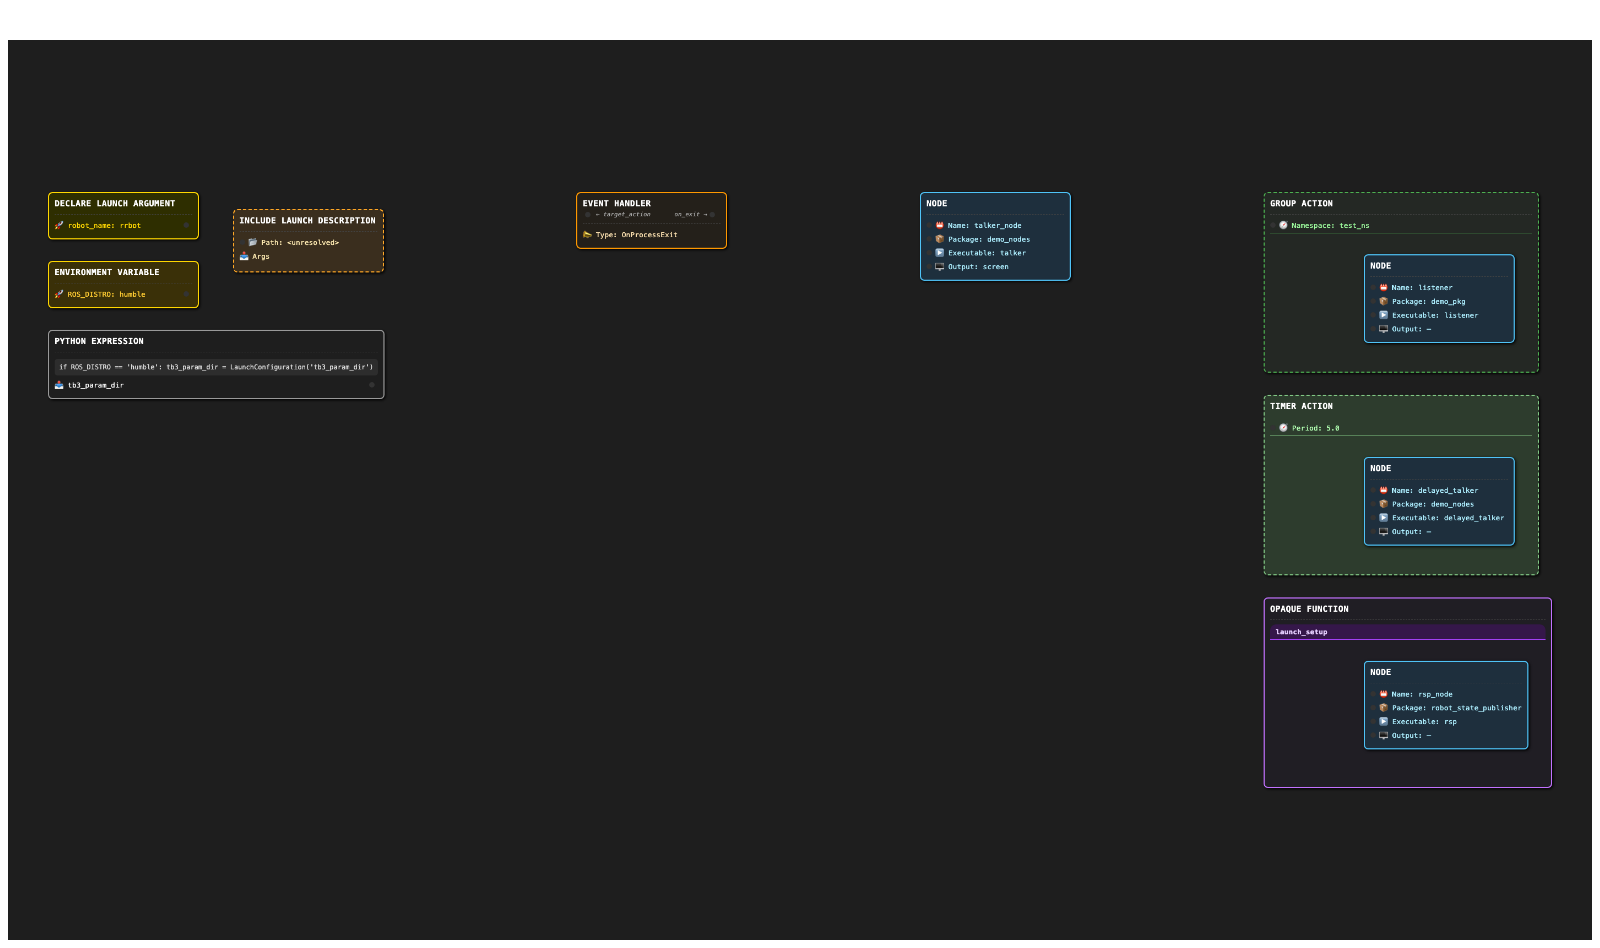 DECLARE LAUNCH ARGUMENT
robot_name: rrbot
ENVIRONMENT VARIABLE
ROS_DISTRO: humble
INCLUDE LAUNCH DESCRIPTION
Path: <unresolved>
Args
PYTHON EXPRESSION
if ROS_DISTRO == 'humble': tb3_param_dir = LaunchConfiguration('tb3_param_dir')
tb3_param_dir
EVENT HANDLER
← target_action on_exit →
Type: OnProcessExit
NODE
Name: talker_node
Package: demo_nodes
Executable: talker
Output: screen
GROUP ACTION
Namespace: test_ns
NODE
Name: listener
Package: demo_pkg
Executable: listener
Output: —
TIMER ACTION
Period: 5.0
NODE
Name: delayed_talker
Package: demo_nodes
Executable: delayed_talker
Output: —
OPAQUE FUNCTION
launch_setup
NODE
Name: rsp_node
Package: robot_state_publisher
Executable: rsp
Output: —